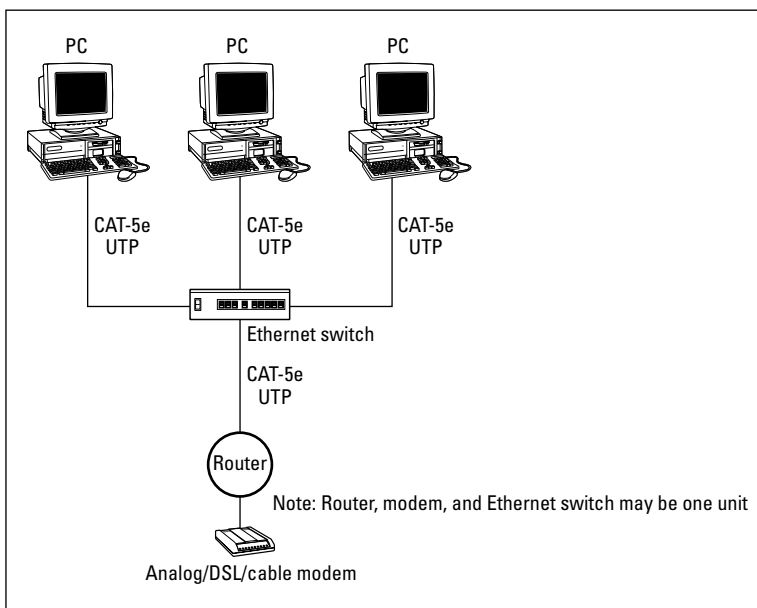 PC
PC
PC
CAT-5e
UTP
CAT-5e
UTP
CAT-5e
UTP
Ethernet switch
CAT-5e
UTP
Router
Note: Router, modem, and Ethernet switch may be one unit
Analog/DSL/cable modem